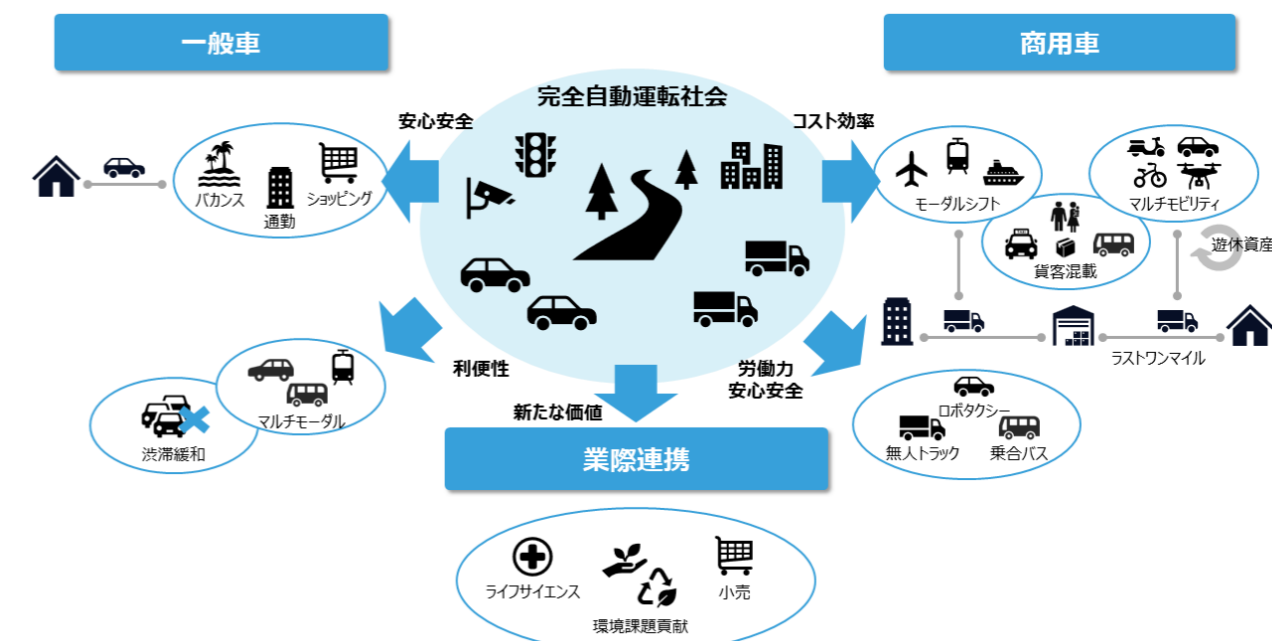 一般車
商用車
完全自動運転社会
安心安全
コスト効率
バカンス
通勤
ショッピング
モーダルシフト
マルチモビリティ
貨客混載
遊休資産
ラストワンマイル
利便性
労働力
安心安全
新たな価値
マルチモーダル
渋滞緩和
ロボタクシー
無人トラック
乗合バス
業際連携
ライフサイエンス
環境課題貢献
小売